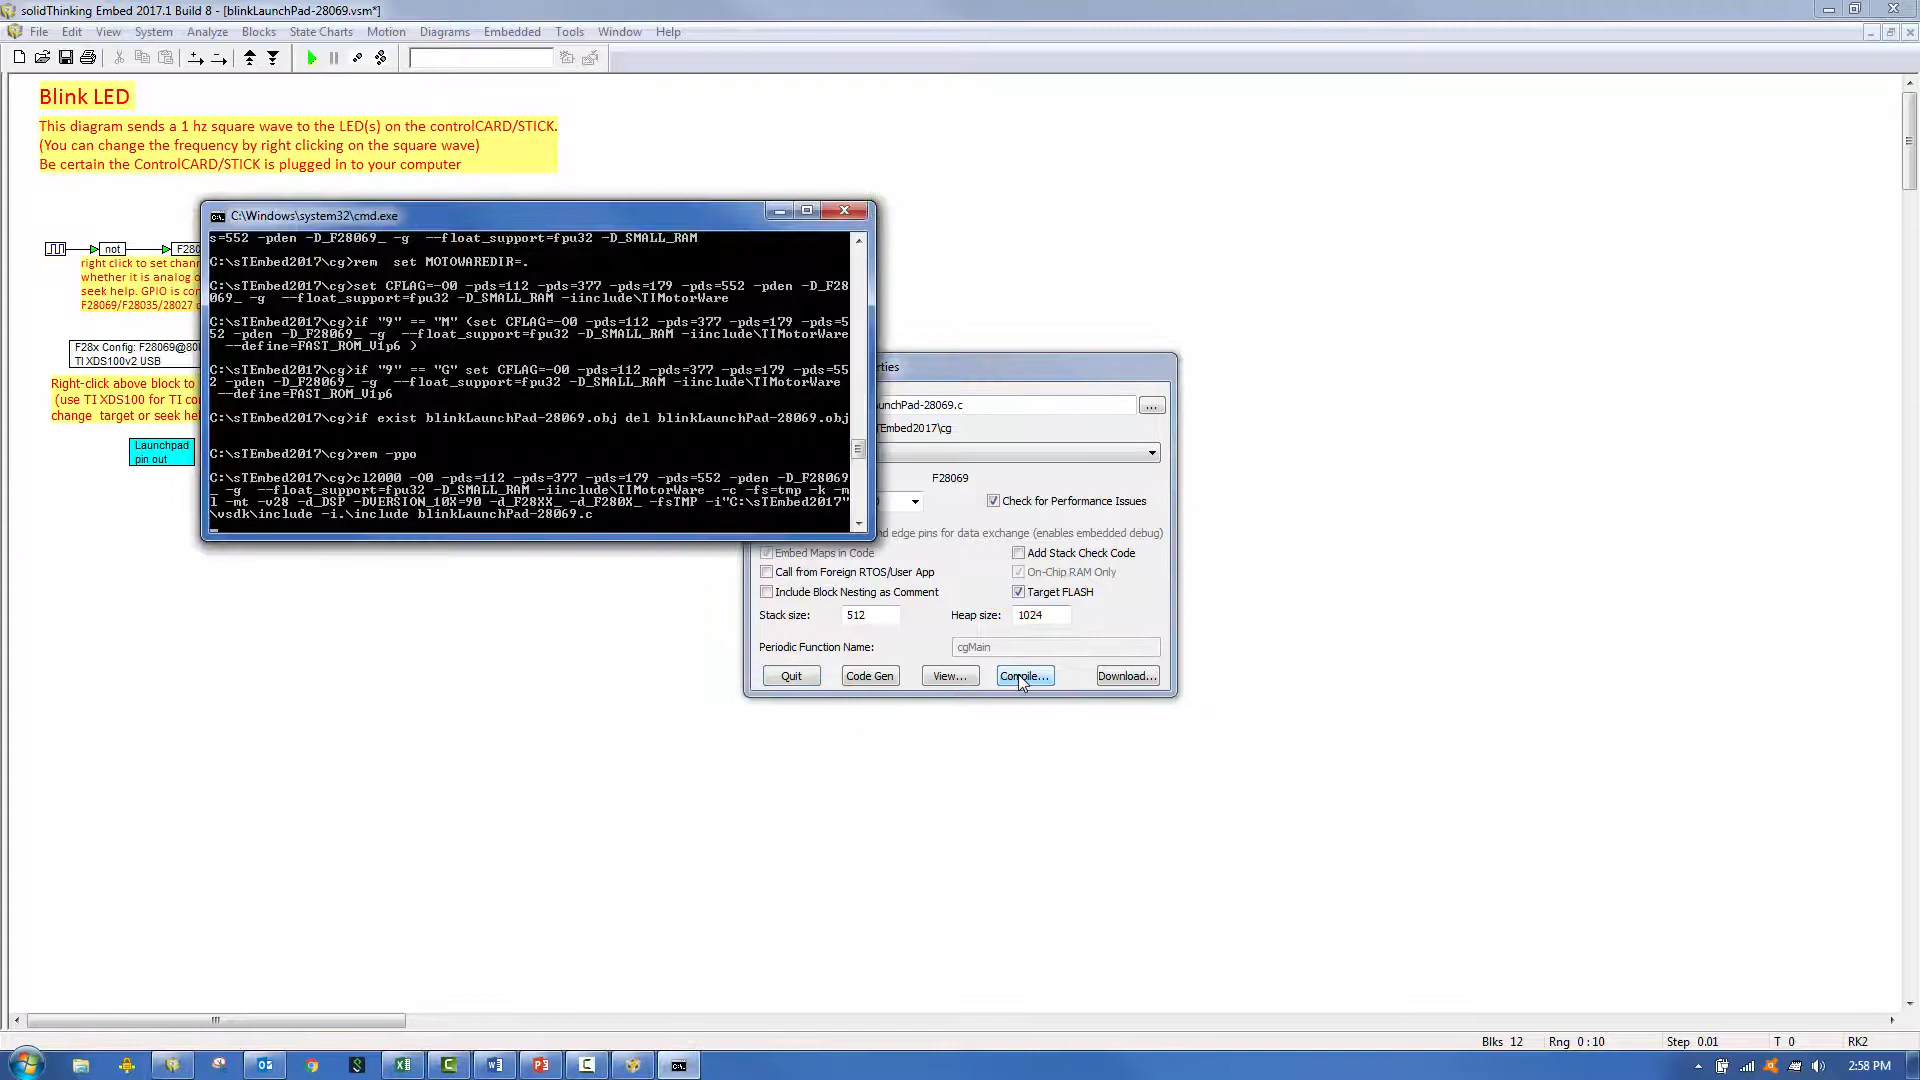 solidThinking Embed 2017.1 Build 8 - [blinkLaunchPad-28069.vsm*]
File Edit View System Analyze Blocks State Charts Motion Diagrams Embedded Tools Window Help
Blink LED
This diagram sends a 1 hz square wave to the LED(s) on the controlCARD/STICK.
(You can change the frequency by right clicking on the square wave)
Be certain the ControlCARD/STICK is plugged in to your computer
not
F280
right click to set chann
whether it is analog o
seek help. GPIO is con
F28069/F28035/28027
F28x Config: F28069@80
TI XDS100v2 USB
Right-click above block to
(use TI XDS100 for TI co
change target or seek he
Launchpad
pin out
C:\Windows\system32\cmd.exe
s=552 -pden -D_F28069_ -g --float_support=fpu32 -D_SMALL_RAM
C:\sTEmbed2017\cg>rem set MOTOWAREDIR=.
C:\sTEmbed2017\cg>set CFLAG=-O0 -pds=112 -pds=377 -pds=179 -pds=552 -pden -D_F28
069_ -g --float_support=fpu32 -D_SMALL_RAM -iinclude\TIMotorWare
C:\sTEmbed2017\cg>if "9" == "M" (set CFLAG=-O0 -pds=112 -pds=377 -pds=179 -pds=5
52 -pden -D_F28069_ -g --float_support=fpu32 -D_SMALL_RAM -iinclude\TIMotorWare
--define=FAST_ROM_V1p6 )
C:\sTEmbed2017\cg>if "9" == "G" set CFLAG=-O0 -pds=112 -pds=377 -pds=179 -pds=55
2 -pden -D_F28069_ -g --float_support=fpu32 -D_SMALL_RAM -iinclude\TIMotorWare
--define=FAST_ROM_V1p6
C:\sTEmbed2017\cg>if exist blinkLaunchPad-28069.obj del blinkLaunchPad-28069.obj
C:\sTEmbed2017\cg>rem -ppo
C:\sTEmbed2017\cg>cl2000 -O0 -pds=112 -pds=377 -pds=179 -pds=552 -pden -D_F28069
_ -g --float_support=fpu32 -D_SMALL_RAM -iinclude\TIMotorWare -c -fs=tmp -k -m
l -mt -v28 -d_DSP -DVERSION_10X=90 -d_F28XX_ -d_F280X_ -fsTMP -i"C:\sTEmbed2017"
\vsdk\include -i.\include blinkLaunchPad-28069.c
rties
unchPad-28069.c
...
TEmbed2017\cg
F28069
Check for Performance Issues
nd edge pins for data exchange (enables embedded debug)
Embed Maps in Code
Add Stack Check Code
Call from Foreign RTOS/User App
On-Chip RAM Only
Include Block Nesting as Comment
Target FLASH
Stack size: 512
Heap size: 1024
Periodic Function Name: cgMain
Quit Code Gen View... Compile... Download...
Blks 12 Rng 0:10 Step 0.01 T 0 RK2
2:58 PM